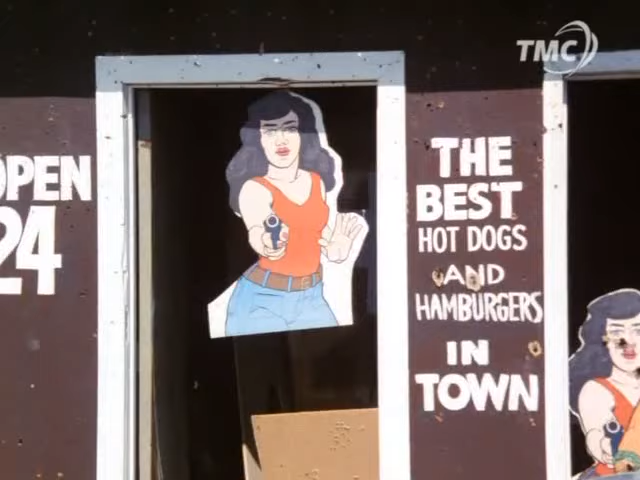 TMC
OPEN
24
THE
BEST
HOT DOGS
AND
HAMBURGERS
IN
TOWN